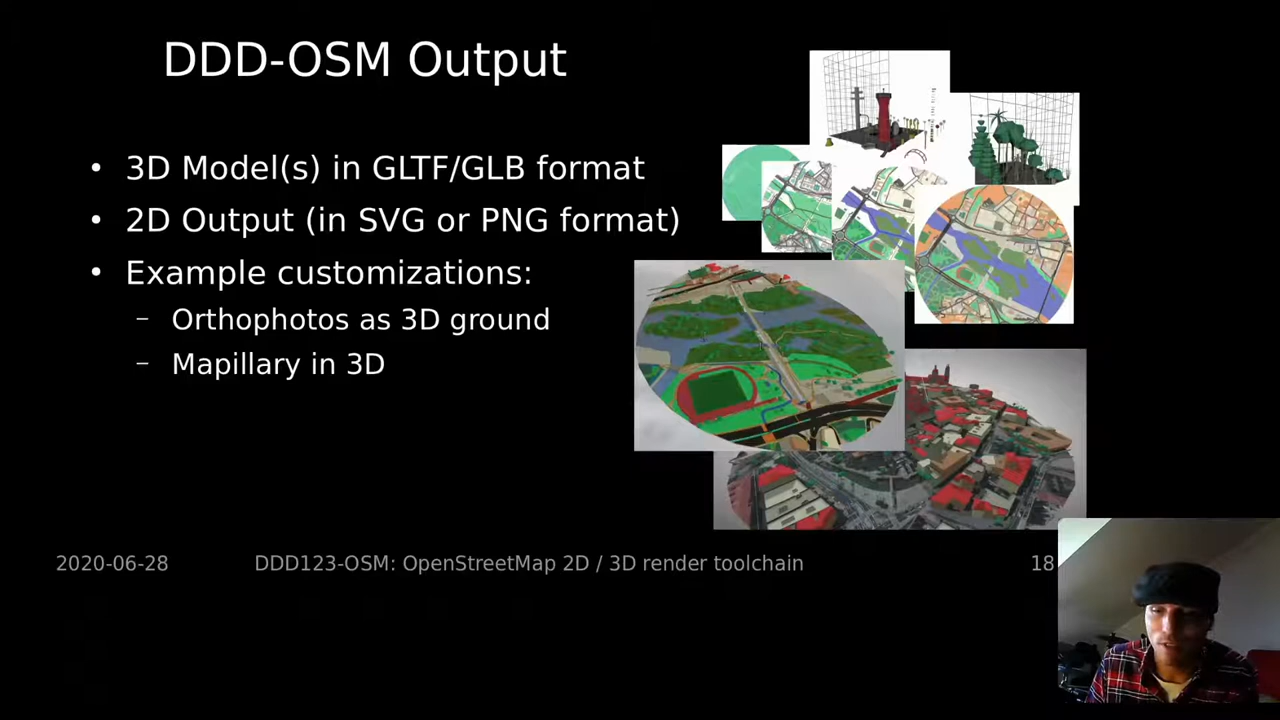 DDD-OSM Output
• 3D Model(s) in GLTF/GLB format
• 2D Output (in SVG or PNG format)
• Example customizations:
– Orthophotos as 3D ground
– Mapillary in 3D
2020-06-28 DDD123-OSM: OpenStreetMap 2D / 3D render toolchain 18